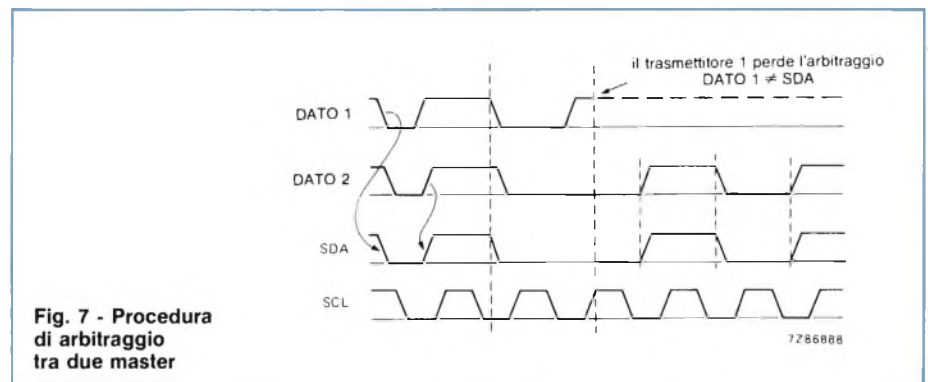 il trasmettitore 1 perde l'arbitraggio
DATO 1 ≠ SDA
DATO 1
DATO 2
SDA
SCL
7Z86888
Fig. 7 - Procedura
di arbitraggio
tra due master